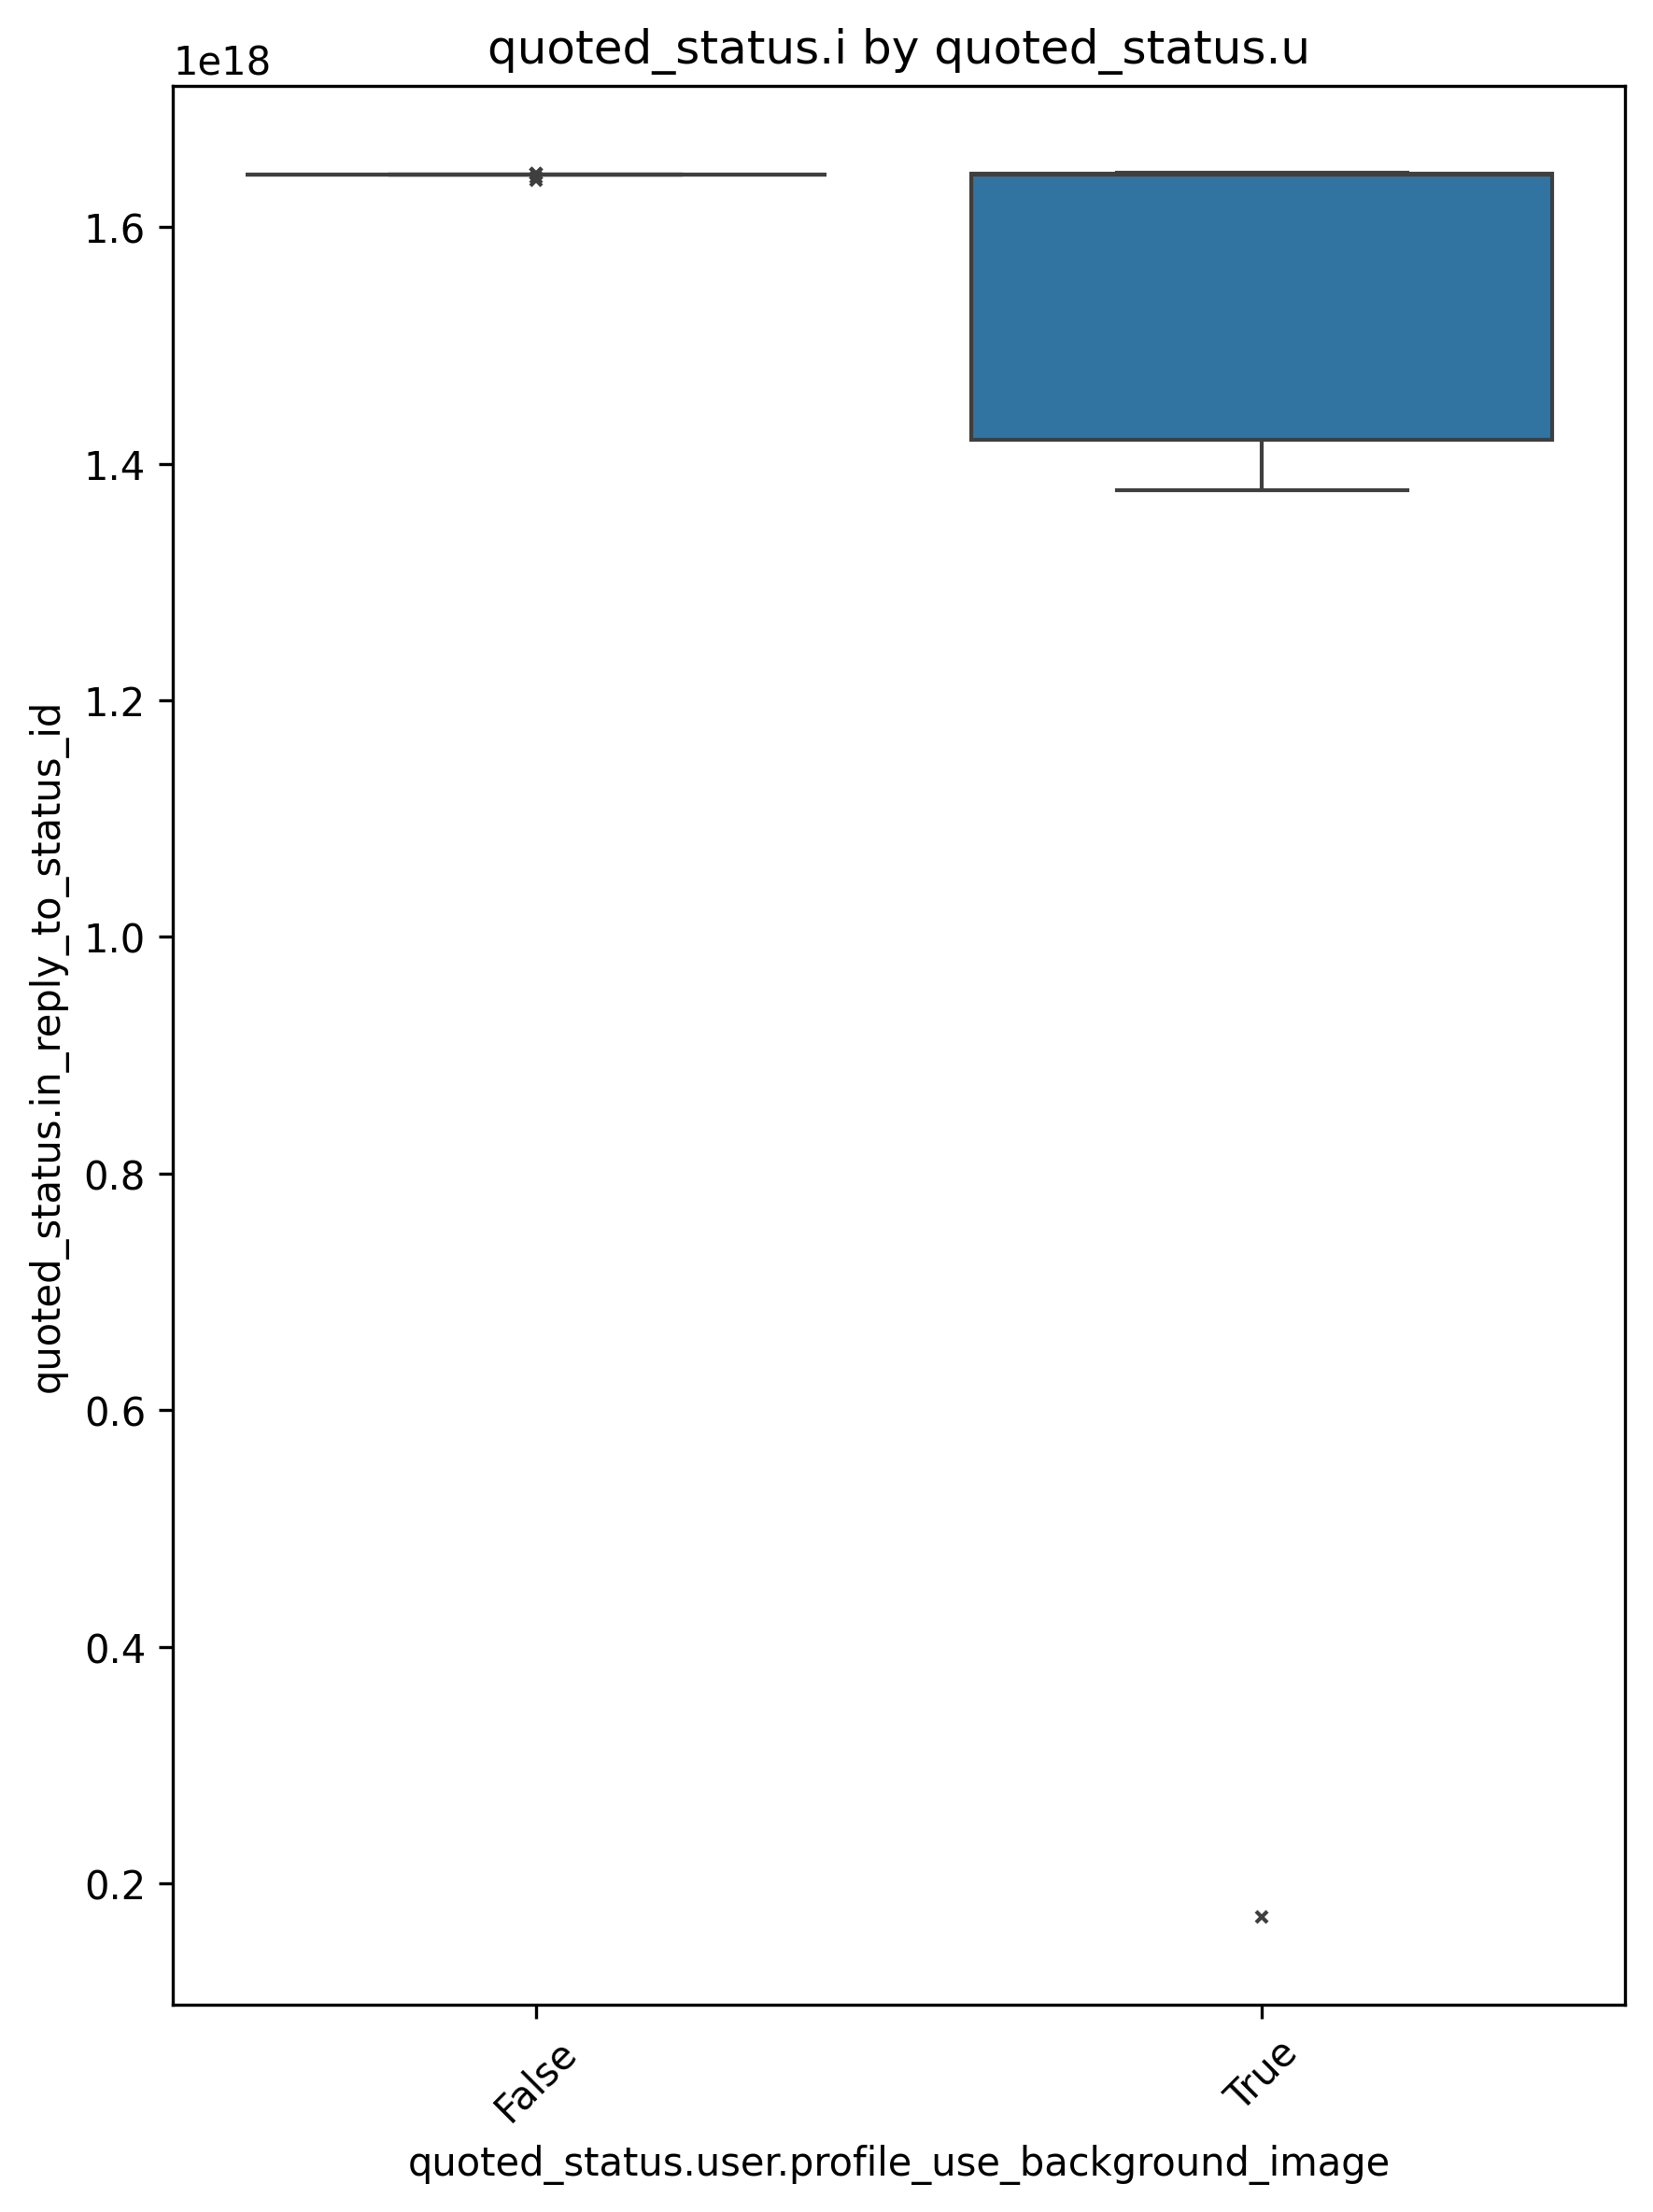 quoted_status.i by quoted_status.u
1e18
1.6
1.4
1.2
1.0
0.8
0.6
0.4
0.2
quoted_status.in_reply_to_status_id
False
True
quoted_status.user.profile_use_background_image